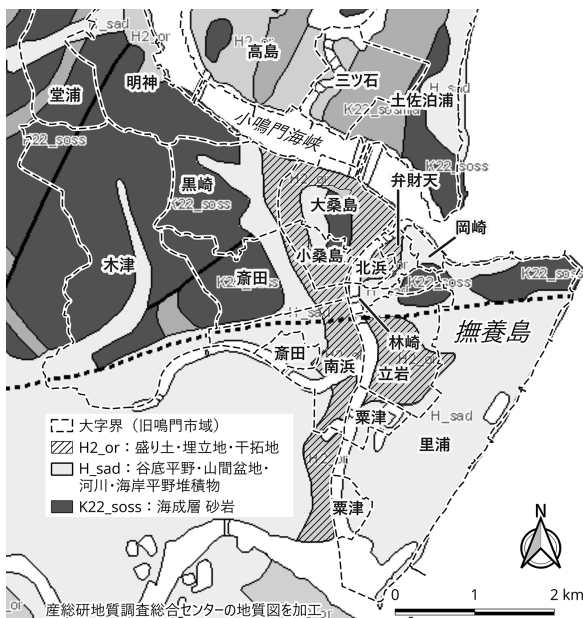 _sad
H2_or
高島
明神
三ツ石
堂浦
H_sad
土佐泊浦
K22_sosmd
小鳴門海峡
K22_soss
K22_soss
弁財天
黒崎
H2_or
K22_soss
大桑島
岡崎
小桑島
北浜
木津
斎田
K22_soss
K22_soss
H_sad
撫養島
林崎
斎田
南浜
立岩
H2_or
粟津
H_sad
里浦
大字界（旧鳴門市域）
H2_or：盛り土・埋立地・干拓地
H_sad：谷底平野・山間盆地・
河川・海岸平野堆積物
K22_soss：海成層 砂岩
粟津
N
0 1 2 km
産総研地質調査総合センターの地質図を加工